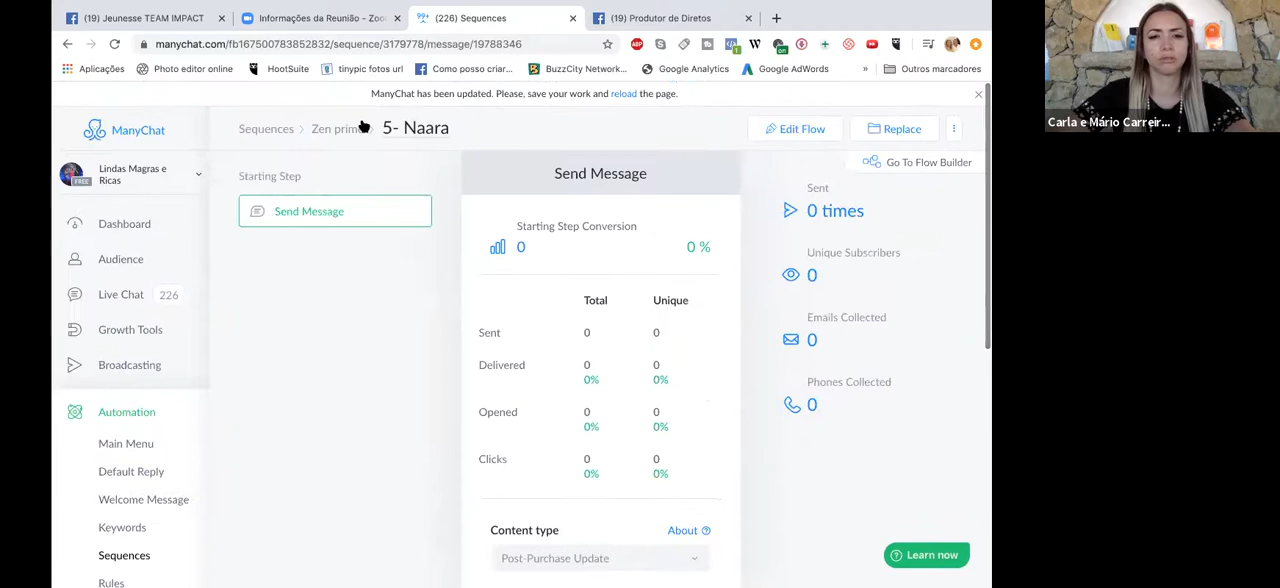 (19) Jeunesse TEAM IMPACT
Informações da Reunião - Zoo
(226) Sequences
(19) Produtor de Diretos
manychat.com/fb167500783852832/sequence/3179778/message/19788346
Aplicações
Photo editor online
HootSuite
tinypic fotos url
Como posso criar...
BuzzCity Network...
Google Analytics
Google AdWords
»
Outros marcadores
ManyChat has been updated. Please, save your work and reload the page.
Carla e Mário Carreir...
ManyChat
Sequences
5- Naara
Edit Flow
Replace
Lindas Magras e
Ricas
FREE
Starting Step
Send Message
Send Message
Go To Flow Builder
Dashboard
Audience
Live Chat 226
Growth Tools
Broadcasting
Automation
Main Menu
Default Reply
Welcome Message
Keywords
Sequences
Rules
Starting Step Conversion
0 0 %
Total Unique
Sent 0 0
Delivered 0 0
0% 0%
Opened 0 0
0% 0%
Clicks 0 0
0% 0%
Content type About
Post-Purchase Update
Sent
0 times
Unique Subscribers
0
Emails Collected
0
Phones Collected
0
Learn now